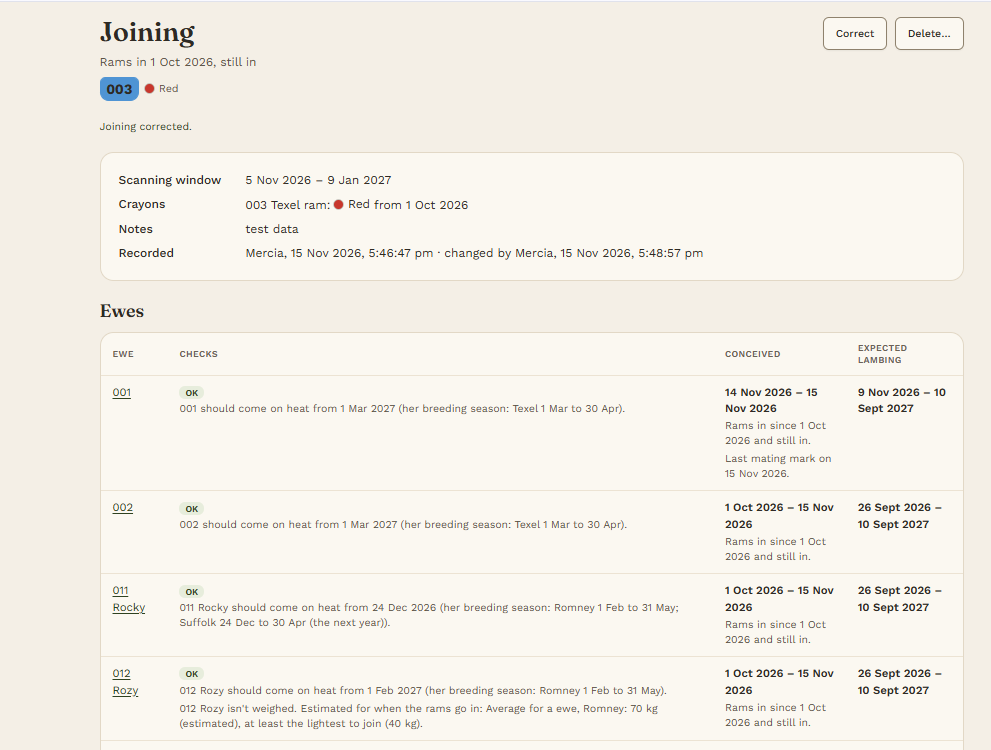 Joining
Correct
Delete...
Rams in 1 Oct 2026, still in
003 Red
Joining corrected.
Scanning window 5 Nov 2026 – 9 Jan 2027
Crayons 003 Texel ram: Red from 1 Oct 2026
Notes test data
Recorded Mercia, 15 Nov 2026, 5:46:47 pm · changed by Mercia, 15 Nov 2026, 5:48:57 pm
Ewes
EWE CHECKS CONCEIVED EXPECTED
LAMBING
001
OK
001 should come on heat from 1 Mar 2027 (her breeding season: Texel 1 Mar to 30 Apr).
14 Nov 2026 – 15
Nov 2026
Rams in since 1 Oct
2026 and still in.
Last mating mark on
15 Nov 2026.
9 Nov 2026 – 10
Sept 2027
002
OK
002 should come on heat from 1 Mar 2027 (her breeding season: Texel 1 Mar to 30 Apr).
1 Oct 2026 – 15 Nov
2026
Rams in since 1 Oct
2026 and still in.
26 Sept 2026 –
10 Sept 2027
011
Rocky
OK
011 Rocky should come on heat from 24 Dec 2026 (her breeding season: Romney 1 Feb to 31 May;
Suffolk 24 Dec to 30 Apr (the next year)).
1 Oct 2026 – 15 Nov
2026
Rams in since 1 Oct
2026 and still in.
26 Sept 2026 –
10 Sept 2027
012
Rozy
OK
012 Rozy should come on heat from 1 Feb 2027 (her breeding season: Romney 1 Feb to 31 May).
012 Rozy isn't weighed. Estimated for when the rams go in: Average for a ewe, Romney: 70 kg
(estimated), at least the lightest to join (40 kg).
1 Oct 2026 – 15 Nov
2026
Rams in since 1 Oct
2026 and still in.
26 Sept 2026 –
10 Sept 2027